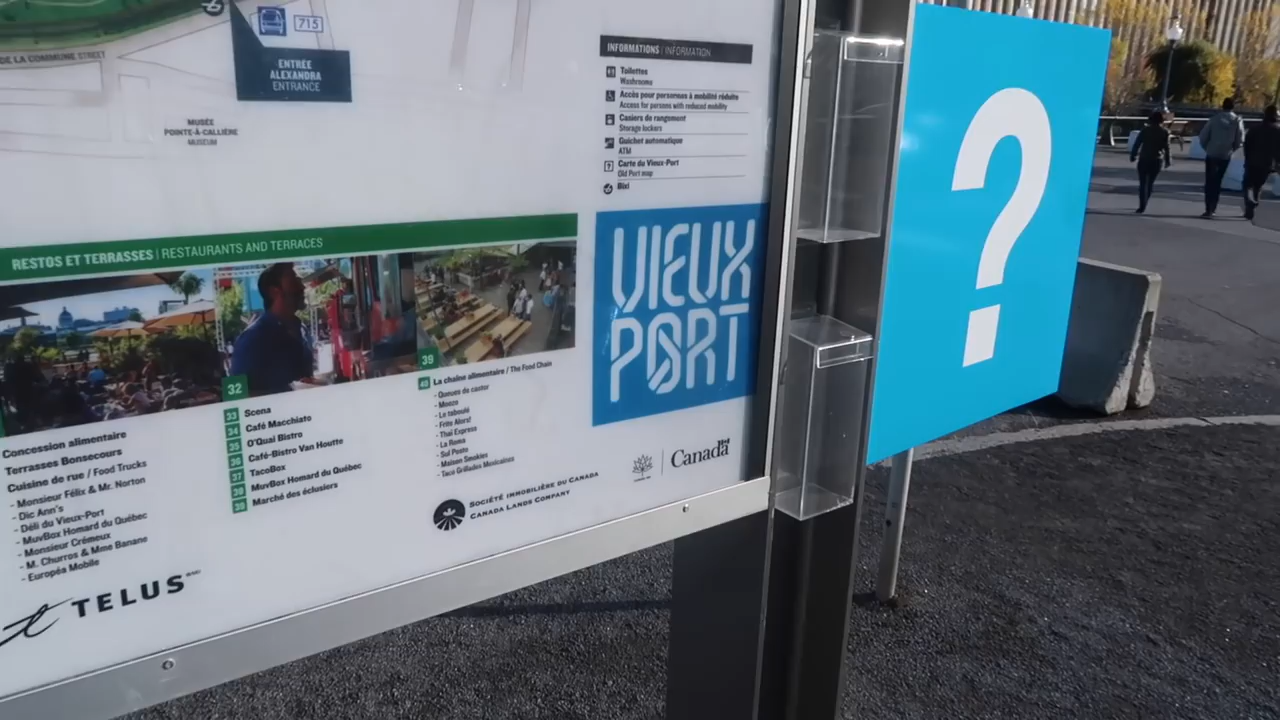 715
DE LA COMMUNE STREET
ENTRÉE
ALEXANDRA
ENTRANCE
MUSÉE
POINTE-À-CALLIÈRE
MUSEUM
INFORMATIONS / INFORMATION
Toilettes
Washrooms
Accès pour personnes à mobilité réduite
Access for persons with reduced mobility
Casiers de rangement
Storage lockers
Guichet automatique
ATM
? Carte du Vieux-Port
Old Port map
Bixi
RESTOS ET TERRASSES | RESTAURANTS AND TERRACES
Concession alimentaire
Terrasses Bonsecours
Cuisine de rue / Food Trucks
- Monsieur Félix & Mr. Norton
- Dic Ann's
- Déli du Vieux-Port
- MuvBox Homard du Québec
- Monsieur Crémeux
- M. Churros & Mme Banane
- Européa Mobile
32
33 Scena
34 Café Macchiato
35 O'Quai Bistro
36 Café-Bistro Van Houtte
37 TacoBox
38 MuvBox Homard du Québec
39 Marché des éclusiers
39
40 La chaîne alimentaire / The Food Chain
- Queues de castor
- Moozo
- Le taboulé
- Frite Alors!
- Thaï Express
- La Roma
- Sul Posto
- Maison Smokies
- Taco Grillades Mexicaines
VIEUX
PORT
SOCIÉTÉ IMMOBILIÈRE DU CANADA
CANADA LANDS COMPANY
Canada
TELUS
?